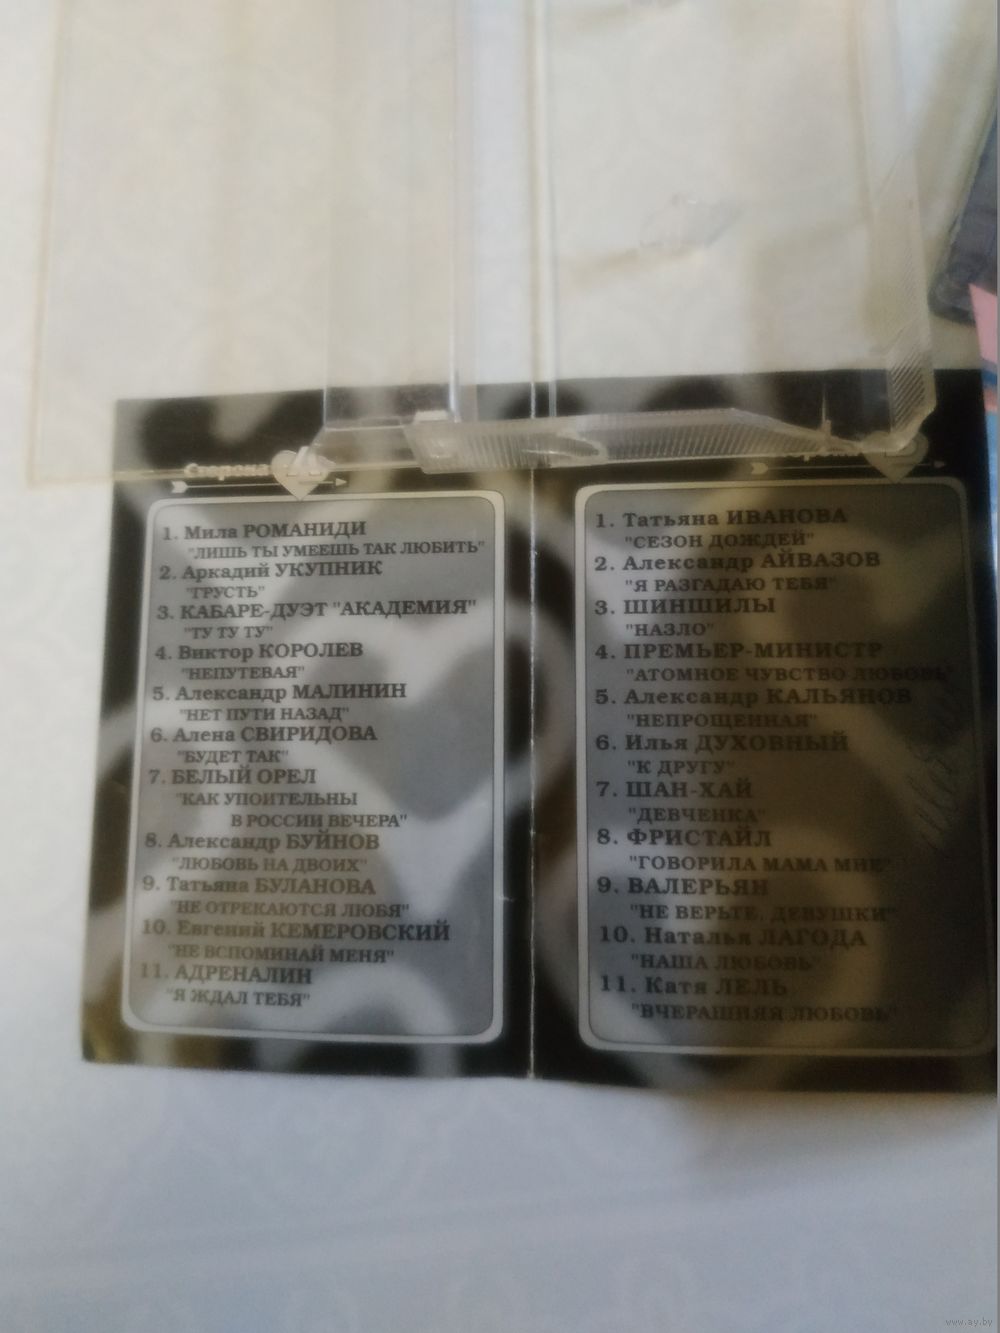 Сторона
1. Мила РОМАНИДИ
"ЛИШЬ ТЫ УМЕЕШЬ ТАК ЛЮБИТЬ"
2. Аркадий УКУПНИК
"ГРУСТЬ"
3. КАБАРЕ-ДУЭТ "АКАДЕМИЯ"
"ТУ ТУ ТУ"
4. Виктор КОРОЛЕВ
"НЕПУТЕВАЯ"
5. Александр МАЛИНИН
"НЕТ ПУТИ НАЗАД"
6. Алена СВИРИДОВА
"БУДЕТ ТАК"
7. БЕЛЫЙ ОРЕЛ
"КАК УПОИТЕЛЬНЫ
В РОССИИ ВЕЧЕРА"
8. Александр БУЙНОВ
"ЛЮБОВЬ НА ДВОИХ"
9. Татьяна БУЛАНОВА
"НЕ ОТРЕКАЮТСЯ ЛЮБЯ"
10. Евгений КЕМЕРОВСКИЙ
"НЕ ВСПОМИНАЙ МЕНЯ"
11. АДРЕНАЛИН
"Я ЖДАЛ ТЕБЯ"
1. Татьяна ИВАНОВА
"СЕЗОН ДОЖДЕЙ"
2. Александр АЙВАЗОВ
"Я РАЗГАДАЮ ТЕБЯ"
3. ШИНШИЛЫ
"НАЗЛО"
4. ПРЕМЬЕР-МИНИСТР
"АТОМНОЕ ЧУВСТВО ЛЮБОВЬ"
5. Александр КАЛЬЯНОВ
"НЕПРОЩЕННАЯ"
6. Илья ДУХОВНЫЙ
"К ДРУГУ"
7. ШАН-ХАЙ
"ДЕВЧЕНКА"
8. ФРИСТАЙЛ
"ГОВОРИЛА МАМА МНЕ"
9. ВАЛЕРЬЯН
"НЕ ВЕРЬТЕ, ДЕВУШКИ"
10. Наталья ЛАГОДА
"НАША ЛЮБОВЬ"
11. Катя ЛЕЛЬ
"ВЧЕРАШНЯЯ ЛЮБОВЬ"
www.ay.by